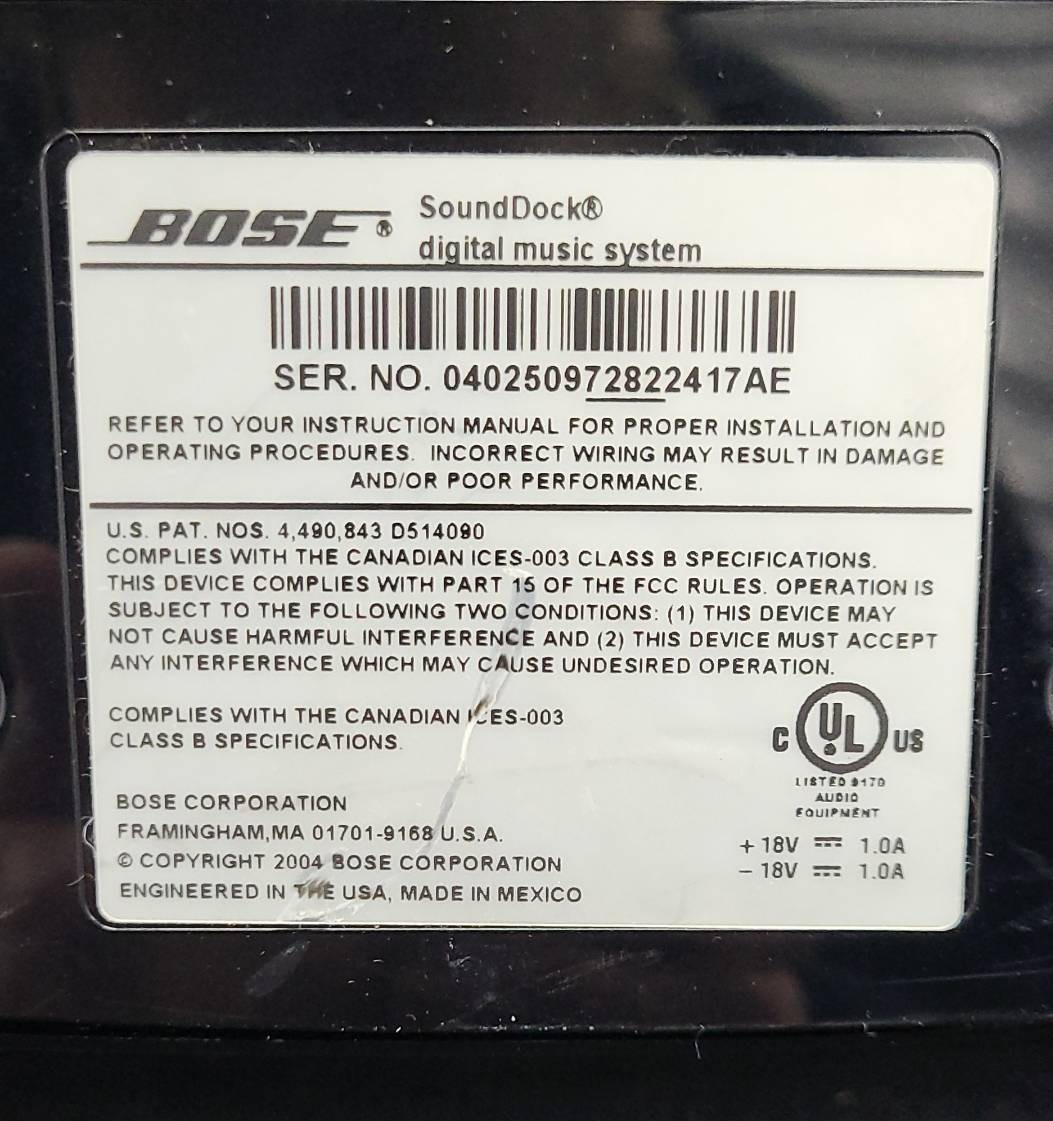 BOSE® SoundDock®
digital music system
SER. NO. 040250972822417AE
REFER TO YOUR INSTRUCTION MANUAL FOR PROPER INSTALLATION AND
OPERATING PROCEDURES. INCORRECT WIRING MAY RESULT IN DAMAGE
AND/OR POOR PERFORMANCE.
U.S. PAT. NOS. 4,490,843 D514090
COMPLIES WITH THE CANADIAN ICES-003 CLASS B SPECIFICATIONS.
THIS DEVICE COMPLIES WITH PART 15 OF THE FCC RULES. OPERATION IS
SUBJECT TO THE FOLLOWING TWO CONDITIONS: (1) THIS DEVICE MAY
NOT CAUSE HARMFUL INTERFERENCE AND (2) THIS DEVICE MUST ACCEPT
ANY INTERFERENCE WHICH MAY CAUSE UNDESIRED OPERATION.
COMPLIES WITH THE CANADIAN ICES-003
CLASS B SPECIFICATIONS.
C UL US
LISTED 9170
AUDIO
EQUIPMENT
BOSE CORPORATION
FRAMINGHAM,MA 01701-9168 U.S.A.
© COPYRIGHT 2004 BOSE CORPORATION
ENGINEERED IN THE USA, MADE IN MEXICO
+ 18V ⎓ 1.0A
– 18V ⎓ 1.0A